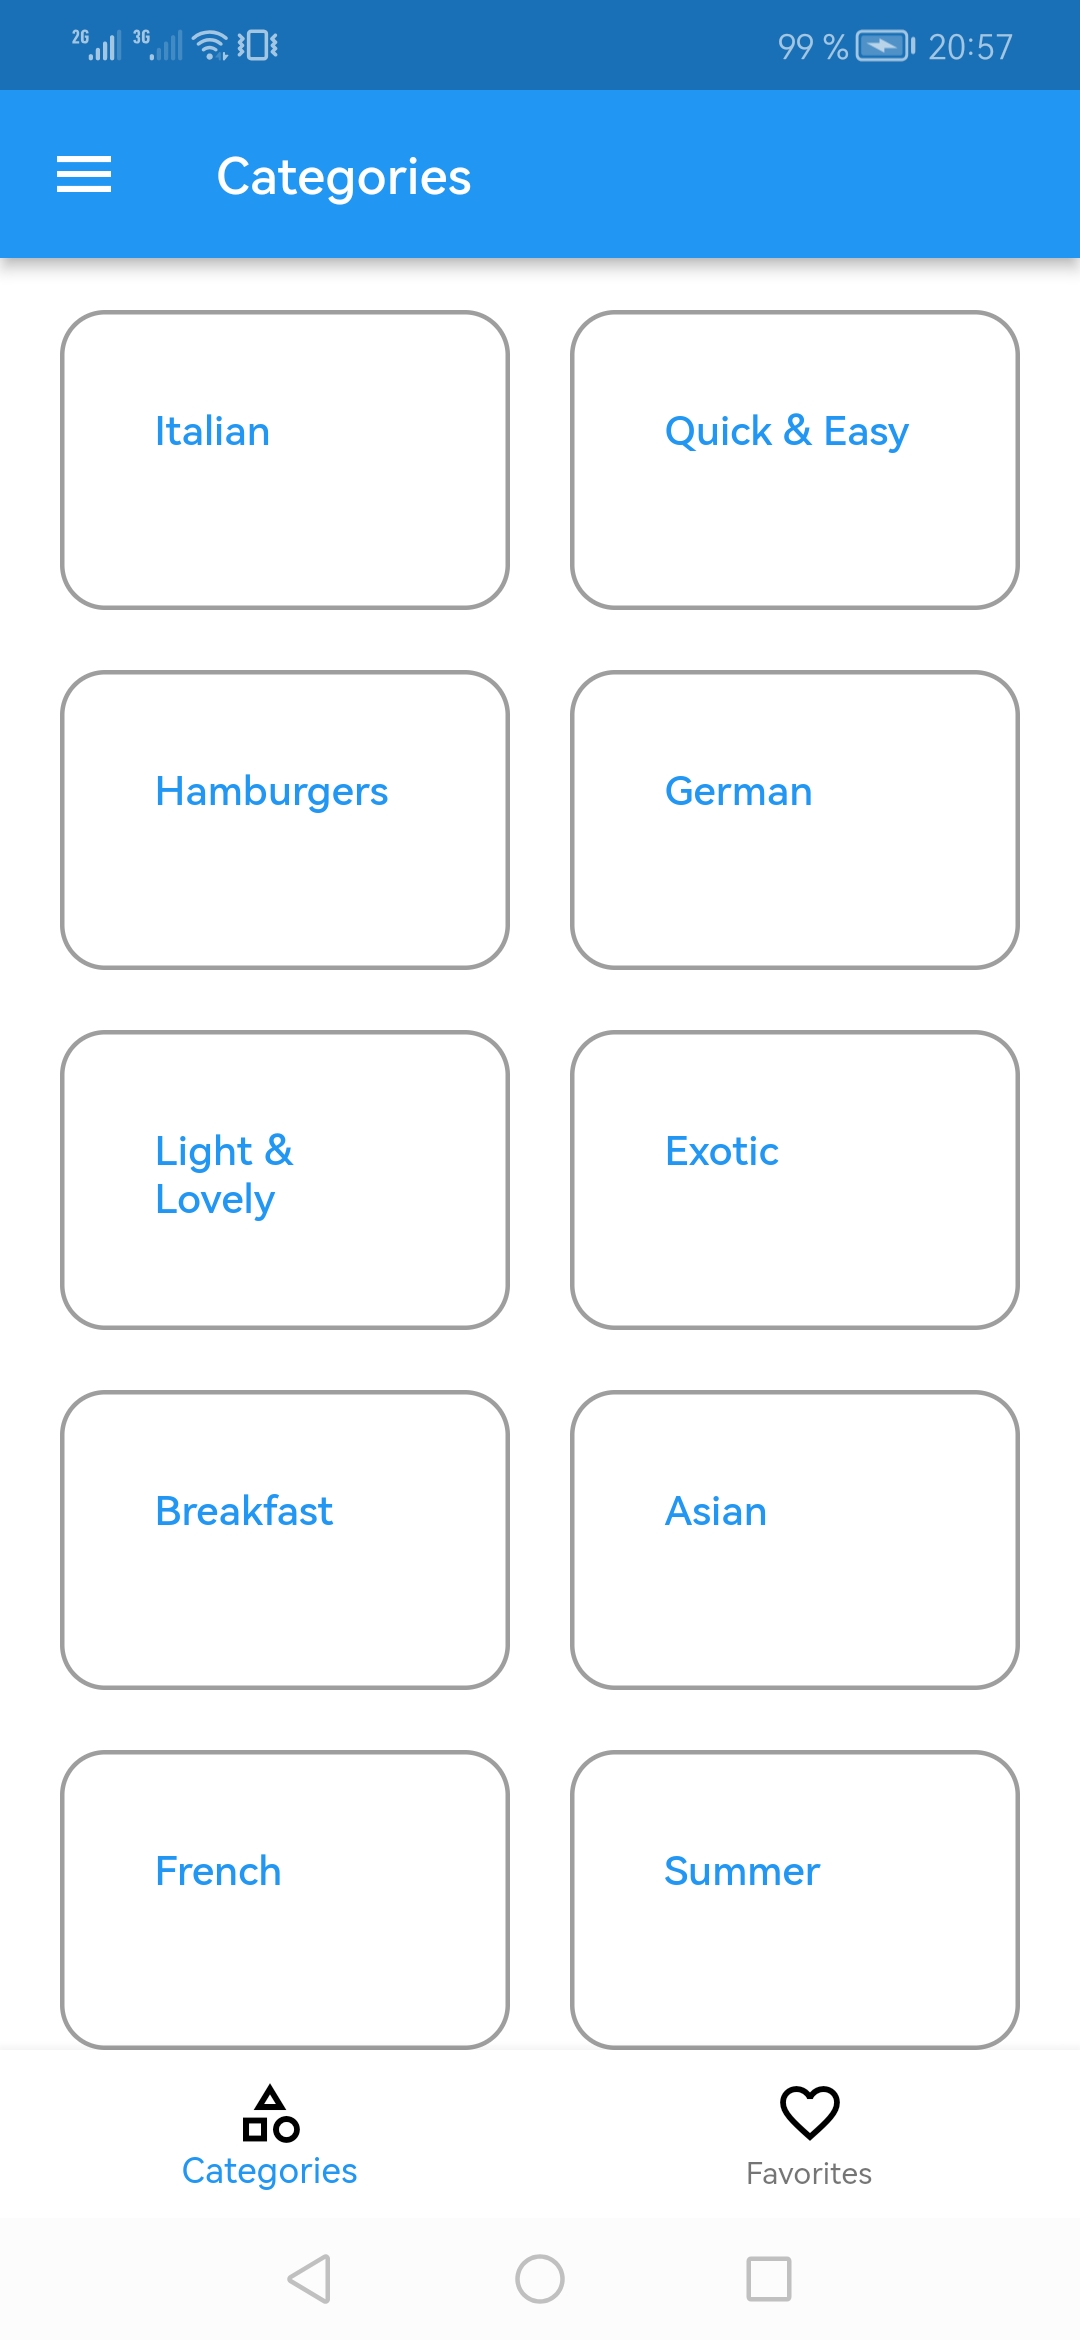 2G 3G 99 % 20:57
Categories
Italian
Quick & Easy
Hamburgers
German
Light &
Lovely
Exotic
Breakfast
Asian
French
Summer
Categories
Favorites